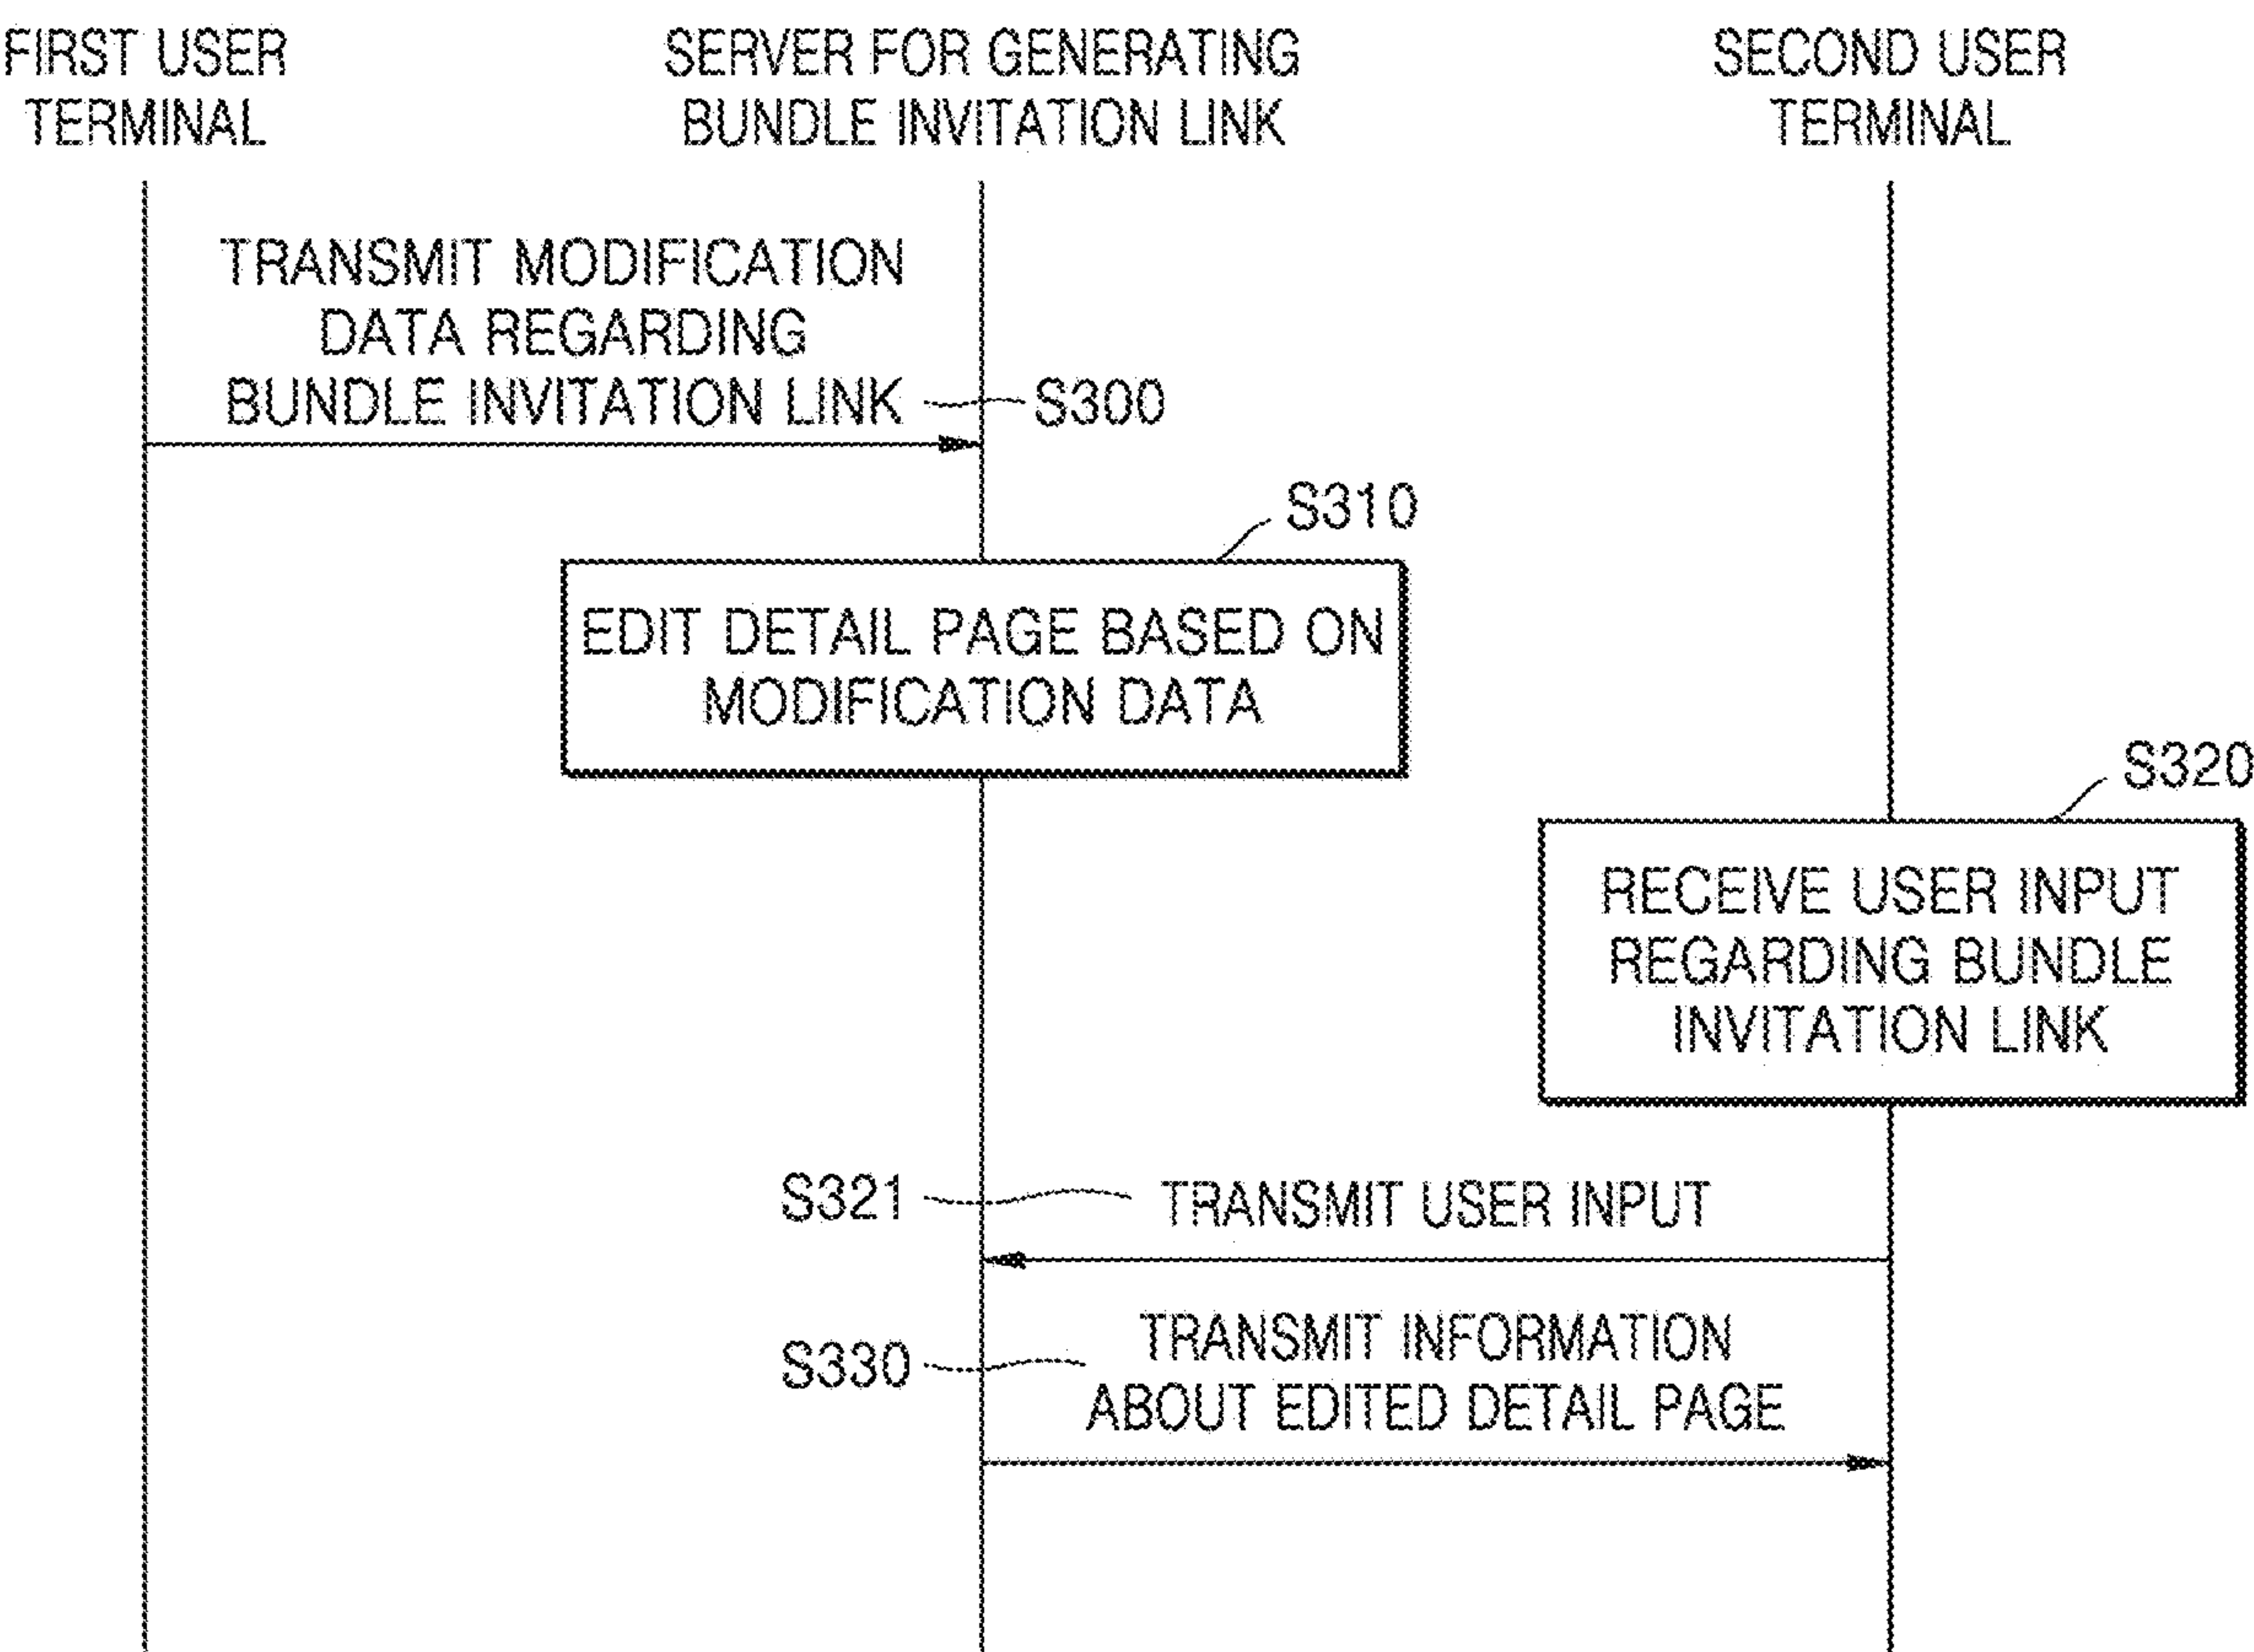 FIRST USER
TERMINAL
SERVER FOR GENERATING
BUNDLE INVITATION LINK
SECOND USER
TERMINAL
TRANSMIT MODIFICATION
DATA REGARDING
BUNDLE INVITATION LINK
S300
S310
EDIT DETAIL PAGE BASED ON
MODIFICATION DATA
S320
RECEIVE USER INPUT
REGARDING BUNDLE
INVITATION LINK
S321
TRANSMIT USER INPUT
S330
TRANSMIT INFORMATION
ABOUT EDITED DETAIL PAGE